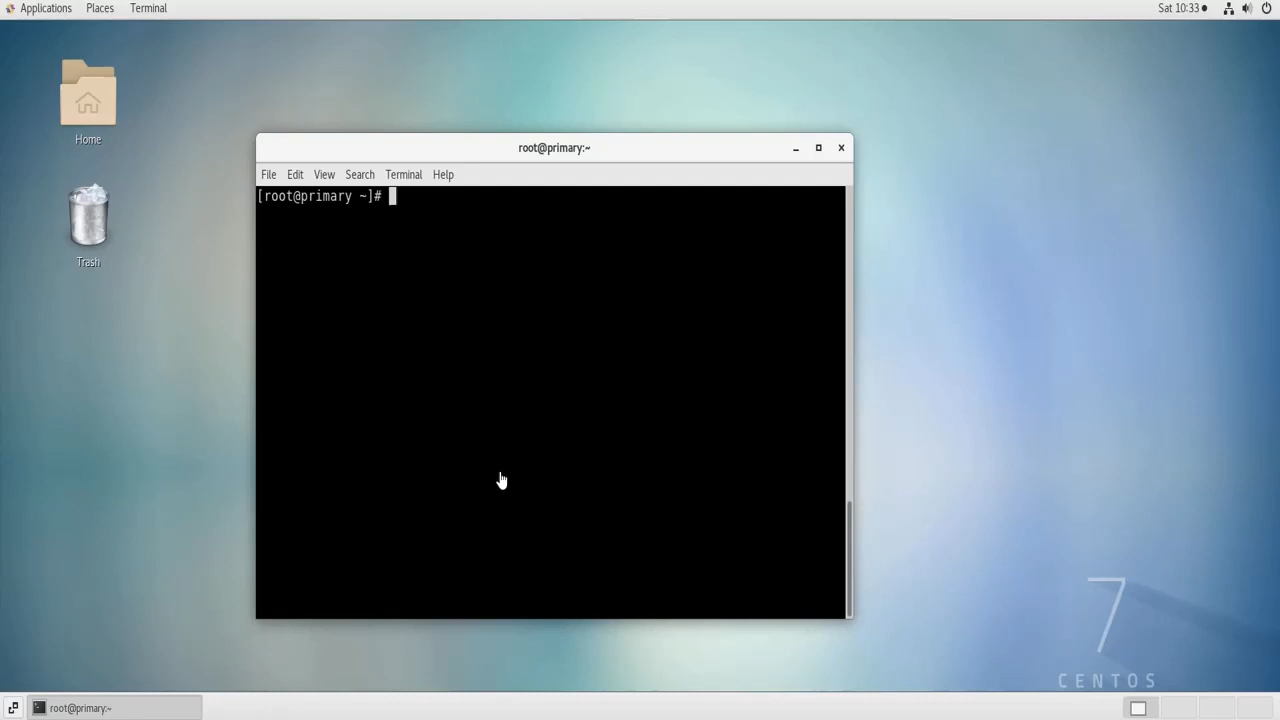 Applications Places Terminal Sat 10:33
Home
Trash
root@primary:~
File Edit View Search Terminal Help
[root@primary ~]#
7
CENTOS
root@primary:~